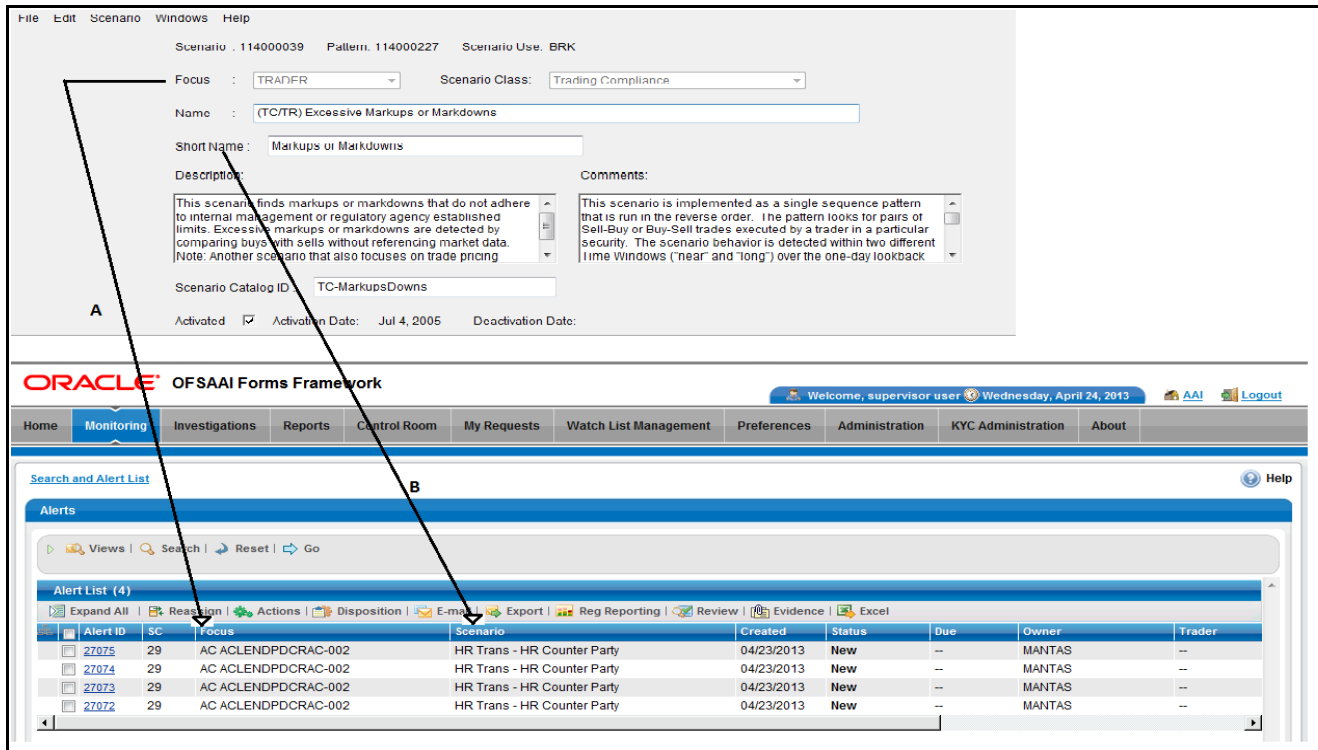 File Edit Scenario Windows Help
Scenario : 114000039 Pattern: 114000227 Scenario Use: BRK
Focus : TRADER Scenario Class: Trading Compliance
Name : (TC/TR) Excessive Markups or Markdowns
Short Name : Markups or Markdowns
Description: Comments:
This scenario finds markups or markdowns that do not adhere
to internal management or regulatory agency established
limits. Excessive markups or markdowns are detected by
comparing buys with sells without referencing market data.
Note: Another scenario that also focuses on trade pricing
This scenario is implemented as a single sequence pattern
that is run in the reverse order. The pattern looks for pairs of
Sell-Buy or Buy-Sell trades executed by a trader in a particular
security. The scenario behavior is detected within two different
Time Windows ("near" and "long") over the one-day lookback
Scenario Catalog ID : TC-MarkupsDowns
A
Activated Activation Date: Jul 4, 2005 Deactivation Date:
ORACLE OFSAAI Forms Framework
Welcome, supervisor user Wednesday, April 24, 2013 AAI Logout
Home Monitoring Investigations Reports Control Room My Requests Watch List Management Preferences Administration KYC Administration About
Search and Alert List Help
B
Alerts
Views | Search | Reset | Go
Alert List (4)
Expand All | Reassign | Actions | Disposition | E-mail | Export | Reg Reporting | Review | Evidence | Excel
Alert ID SC Focus Scenario Created Status Due Owner Trader
27075 29 AC ACLENDPDCRAC-002 HR Trans - HR Counter Party 04/23/2013 New -- MANTAS --
27074 29 AC ACLENDPDCRAC-002 HR Trans - HR Counter Party 04/23/2013 New -- MANTAS --
27073 29 AC ACLENDPDCRAC-002 HR Trans - HR Counter Party 04/23/2013 New -- MANTAS --
27072 29 AC ACLENDPDCRAC-002 HR Trans - HR Counter Party 04/23/2013 New -- MANTAS --